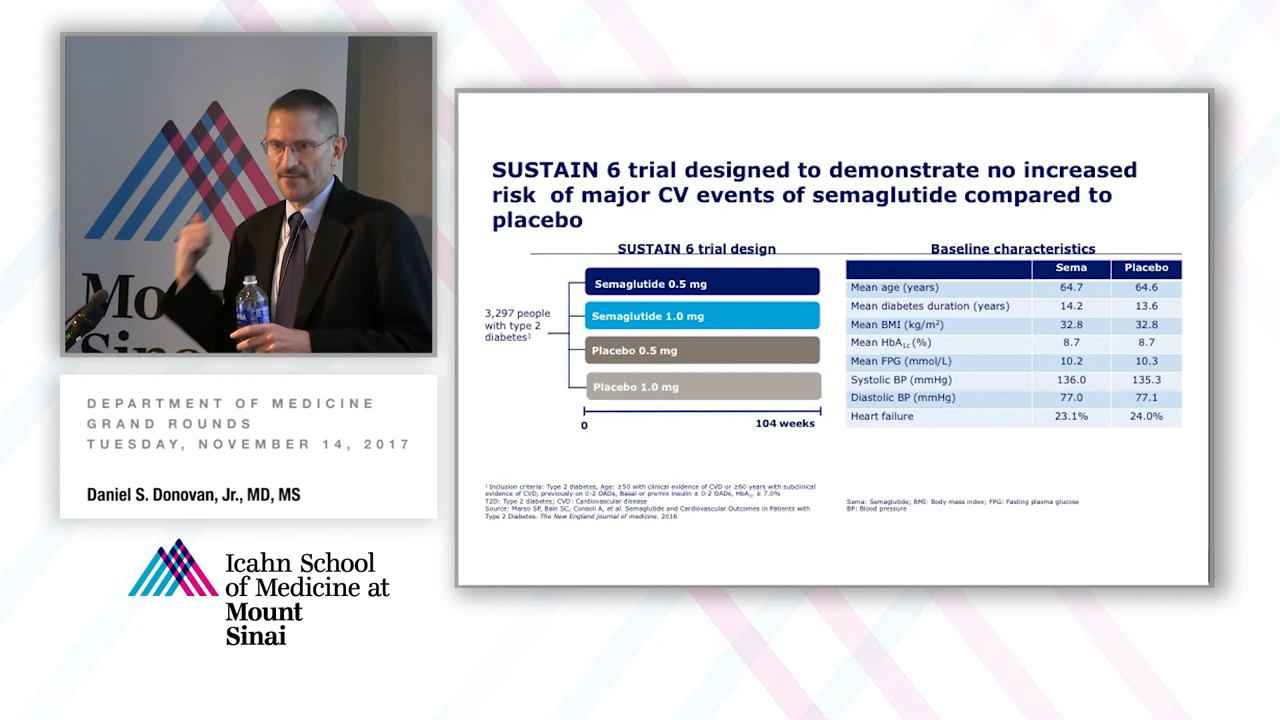 Mount
Sinai
DEPARTMENT OF MEDICINE
GRAND ROUNDS
TUESDAY, NOVEMBER 14, 2017
Daniel S. Donovan, Jr., MD, MS
Icahn School
of Medicine at
Mount
Sinai
SUSTAIN 6 trial designed to demonstrate no increased
risk of major CV events of semaglutide compared to
placebo
SUSTAIN 6 trial design
3,297 people
with type 2
diabetes¹
Semaglutide 0.5 mg
Semaglutide 1.0 mg
Placebo 0.5 mg
Placebo 1.0 mg
0 104 weeks
Baseline characteristics
Sema Placebo
Mean age (years) 64.7 64.6
Mean diabetes duration (years) 14.2 13.6
Mean BMI (kg/m²) 32.8 32.8
Mean HbA1c (%) 8.7 8.7
Mean FPG (mmol/L) 10.2 10.3
Systolic BP (mmHg) 136.0 135.3
Diastolic BP (mmHg) 77.0 77.1
Heart failure 23.1% 24.0%
¹ Inclusion criteria: Type 2 diabetes, Age: ≥50 with clinical evidence of CVD or ≥60 years with subclinical
evidence of CVD, previously on 0-2 OADs, Basal or premix insulin ± 0-2 OADs, HbA1c ≥ 7.0%
T2D: Type 2 diabetes; CVD: Cardiovascular disease
Source: Marso SP, Bain SC, Consoli A, et al. Semaglutide and Cardiovascular Outcomes in Patients with
Type 2 Diabetes. The New England journal of medicine. 2016
Sema: Semaglutide; BMI: Body mass index; FPG: Fasting plasma glucose
BP: Blood pressure